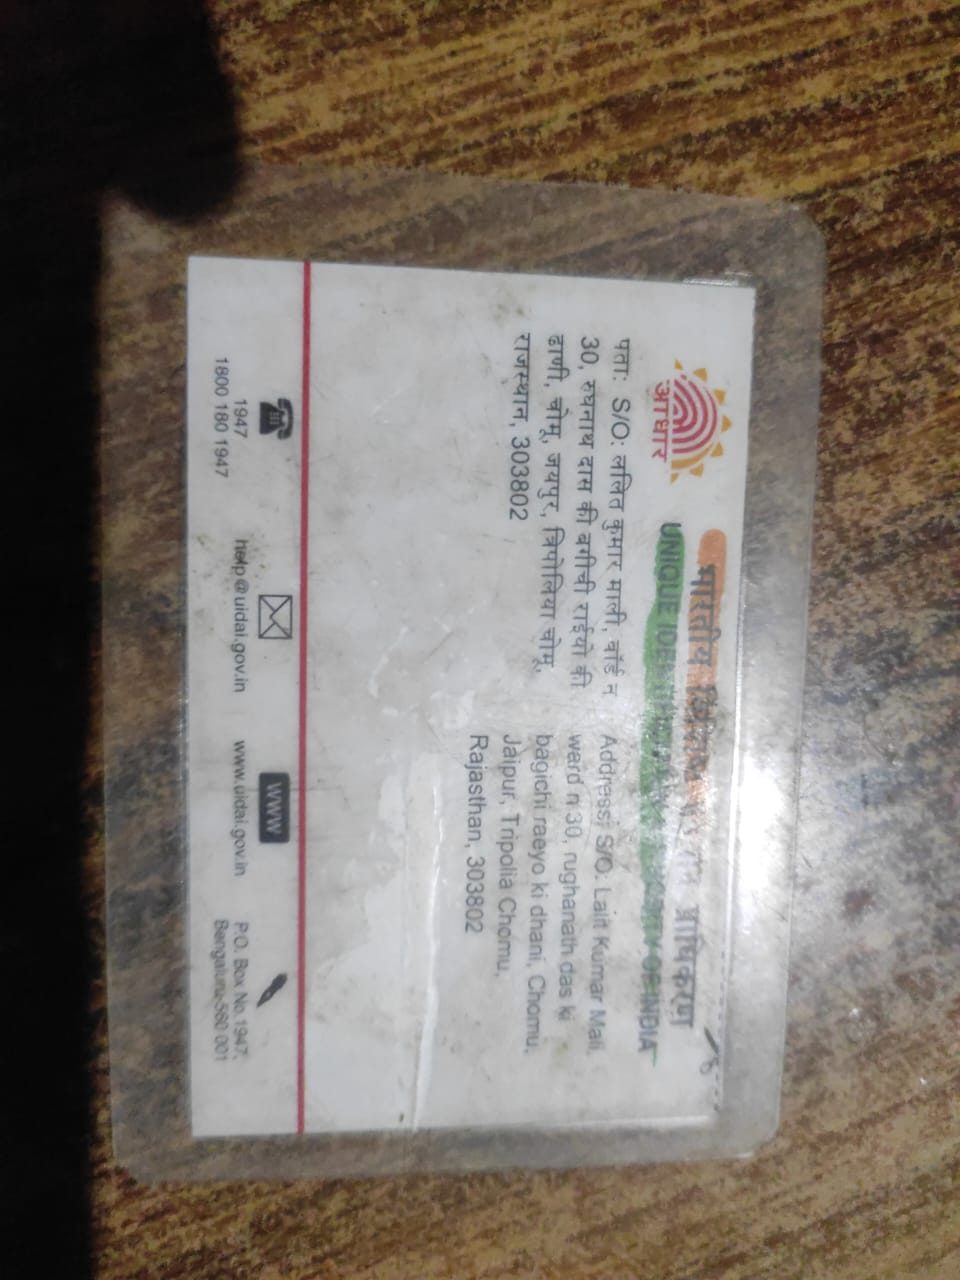 आधार
भारतीय प्राधिकरण
UNIQUE OF INDIA
पता: S/O: ललित कुमार माली, वॉर्ड न
30, रुघनाथ दास की बगीची राईयो की
ढाणी, चोमू, जयपुर, त्रिपोलिया चोमू,
राजस्थान, 303802
Address: S/O: Lalit Kumar Mali,
ward n 30, rughanath das ki
bagichi raeyo ki dhani, Chomu,
Jaipur, Tripolia Chomu,
Rajasthan, 303802
1947
1800 180 1947
help@uidai.gov.in
WWW
www.uidai.gov.in
P.O. Box No.1947,
Bengaluru-560 001